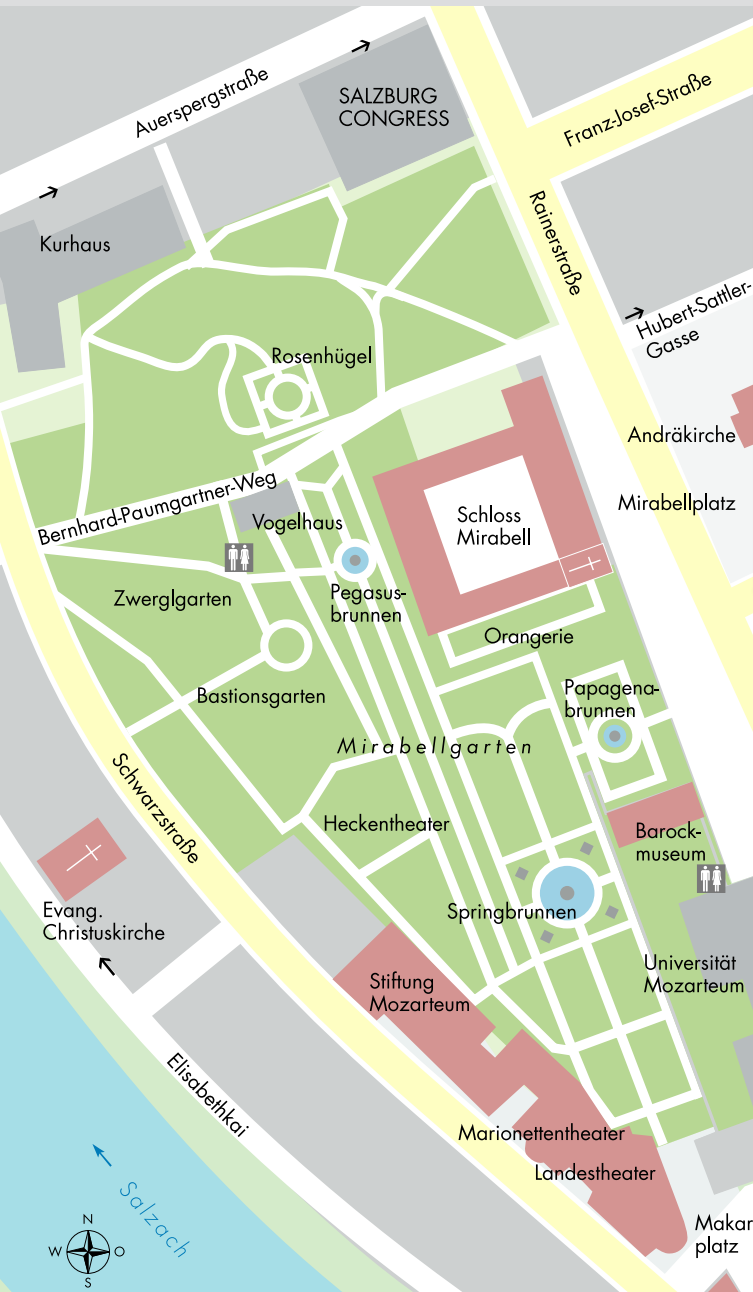 Auerspergstraße
SALZBURG
CONGRESS
Franz-Josef-Straße
Kurhaus
Rainerstraße
Hubert-Sattler-
Gasse
Rosenhügel
Andräkirche
Bernhard-Paumgartner-Weg
Vogelhaus
Schloss
Mirabell
Mirabellplatz
Zwerglgarten
Pegasus-
brunnen
Orangerie
Bastionsgarten
Papagena-
brunnen
Mirabellgarten
Schwarzstraße
Heckentheater
Barock-
museum
Evang.
Christuskirche
Springbrunnen
Stiftung
Mozarteum
Universität
Mozarteum
Elisabethkai
Marionettentheater
Landestheater
Salzach
Makar
platz
N
W
O
S